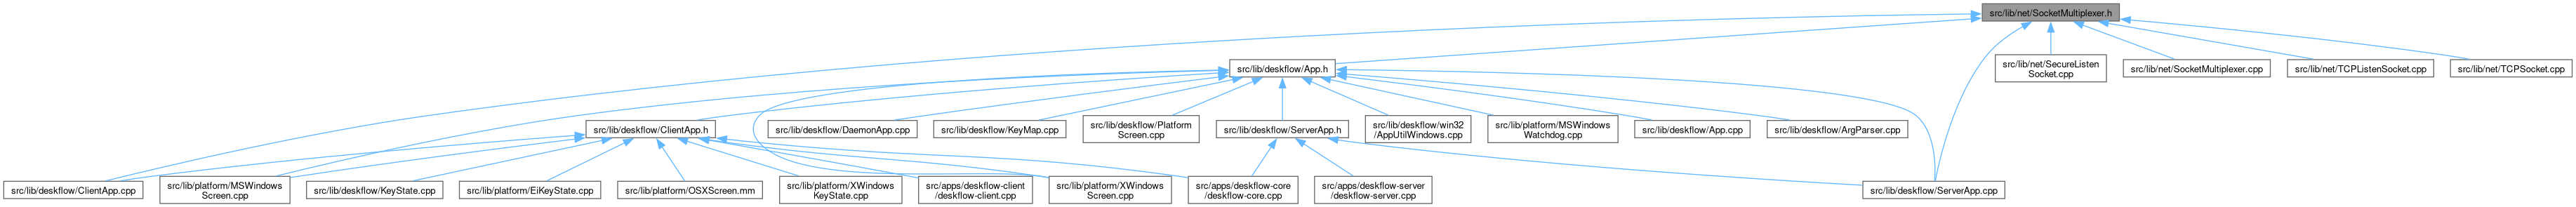 src/lib/net/SocketMultiplexer.h
src/lib/deskflow/App.h
src/lib/net/SecureListen
Socket.cpp
src/lib/net/SocketMultiplexer.cpp
src/lib/net/TCPListenSocket.cpp
src/lib/net/TCPSocket.cpp
src/lib/deskflow/ClientApp.h
src/lib/deskflow/DaemonApp.cpp
src/lib/deskflow/KeyMap.cpp
src/lib/deskflow/Platform
Screen.cpp
src/lib/deskflow/ServerApp.h
src/lib/deskflow/win32
/AppUtilWindows.cpp
src/lib/platform/MSWindows
Watchdog.cpp
src/lib/deskflow/App.cpp
src/lib/deskflow/ArgParser.cpp
src/lib/deskflow/ClientApp.cpp
src/lib/platform/MSWindows
Screen.cpp
src/lib/deskflow/KeyState.cpp
src/lib/platform/EiKeyState.cpp
src/lib/platform/OSXScreen.mm
src/lib/platform/XWindows
KeyState.cpp
src/apps/deskflow-client
/deskflow-client.cpp
src/lib/platform/XWindows
Screen.cpp
src/apps/deskflow-core
/deskflow-core.cpp
src/apps/deskflow-server
/deskflow-server.cpp
src/lib/deskflow/ServerApp.cpp